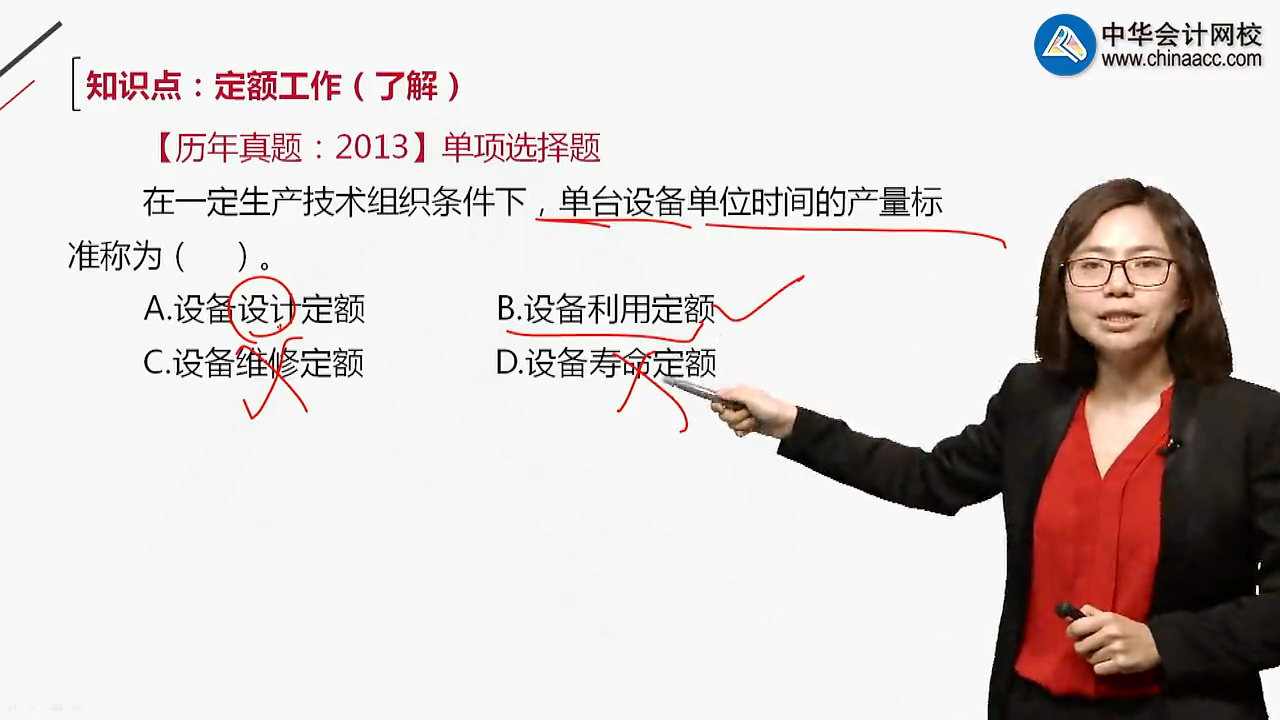 中华会计网校
www.chinaacc.com
知识点：定额工作（了解）
【历年真题：2013】单项选择题
在一定生产技术组织条件下，单台设备单位时间的产量标
准称为（ ）。
A.设备设计定额 B.设备利用定额
C.设备维修定额 D.设备寿命定额